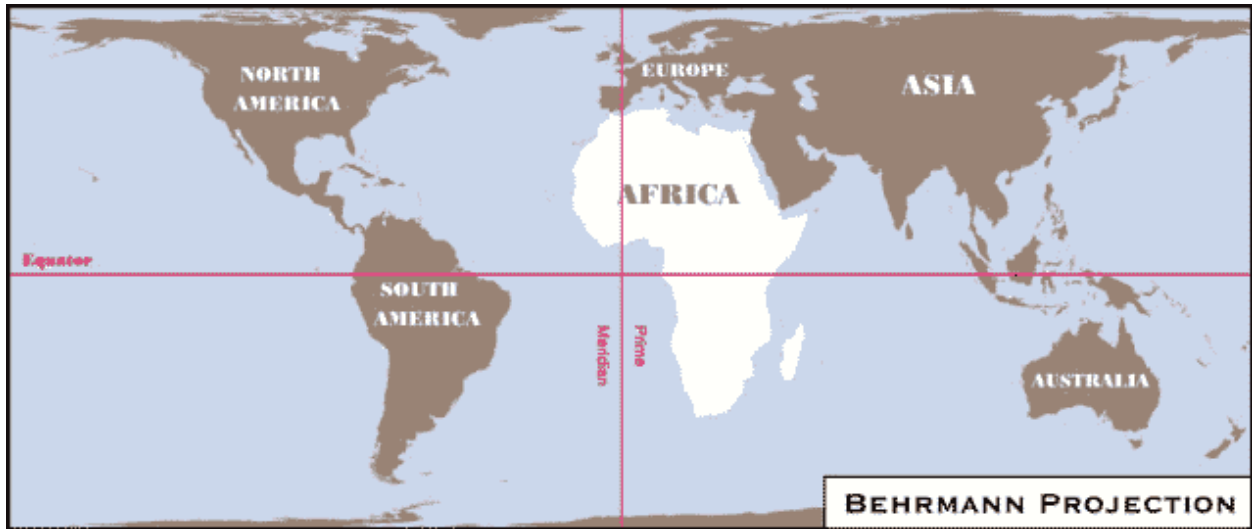 NORTH
AMERICA
EUROPE
ASIA
AFRICA
Equator
SOUTH
AMERICA
Prime
Meridian
AUSTRALIA
BEHRMANN PROJECTION